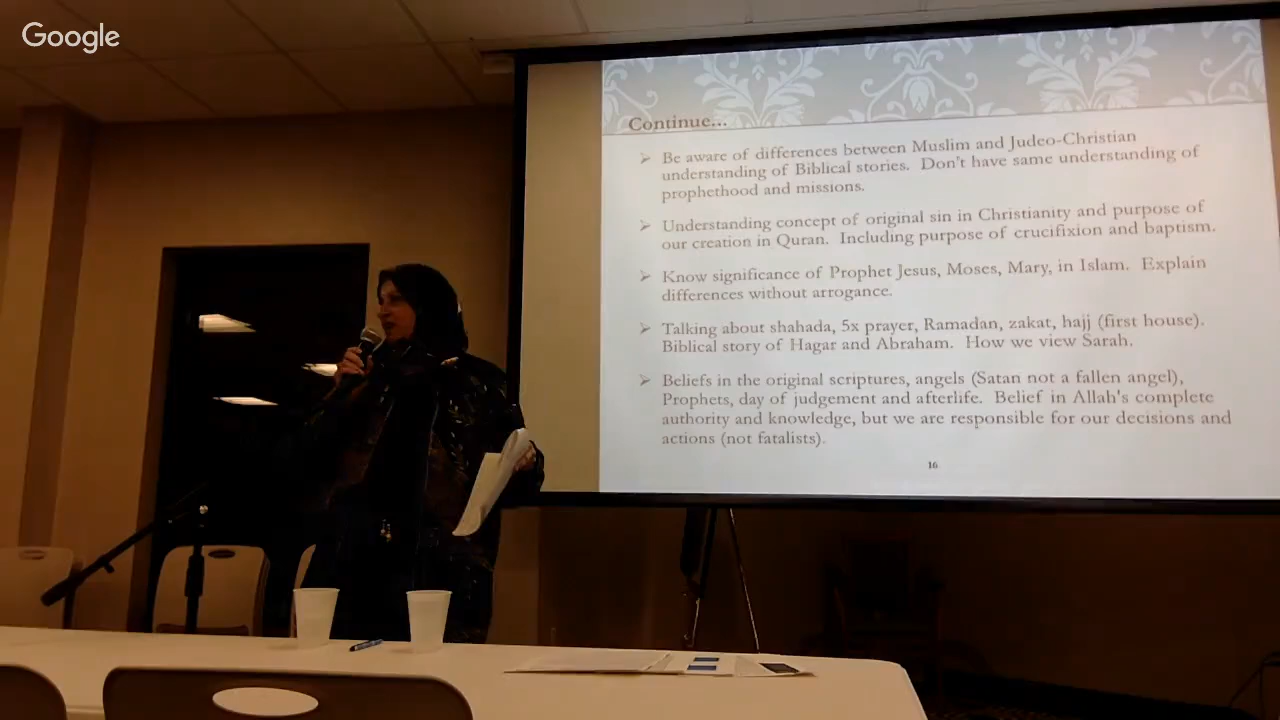 Google
Continue...
Be aware of differences between Muslim and Judeo-Christian
understanding of Biblical stories. Don't have same understanding of
prophethood and missions.
Understanding concept of original sin in Christianity and purpose of
our creation in Quran. Including purpose of crucifixion and baptism.
Know significance of Prophet Jesus, Moses, Mary, in Islam. Explain
differences without arrogance.
Talking about shahada, 5x prayer, Ramadan, zakat, hajj (first house).
Biblical story of Hagar and Abraham. How we view Sarah.
Beliefs in the original scriptures, angels (Satan not a fallen angel),
Prophets, day of judgement and afterlife. Belief in Allah's complete
authority and knowledge, but we are responsible for our decisions and
actions (not fatalists).
16